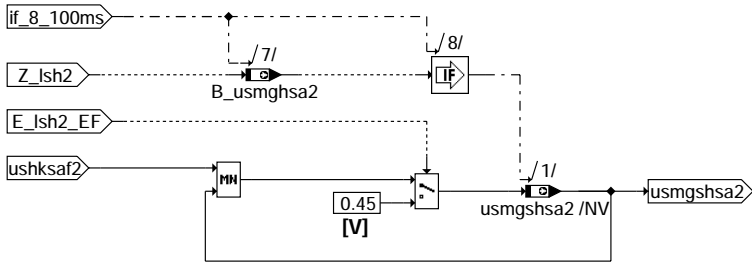 if_8_100ms
/7/
/8/
Z_lsh2
B_usmghsa2
IF
E_lsh2_EF
/1/
ushksaf2
MN
0.45
[V]
usmgshsa2 /NV
usmgshsa2